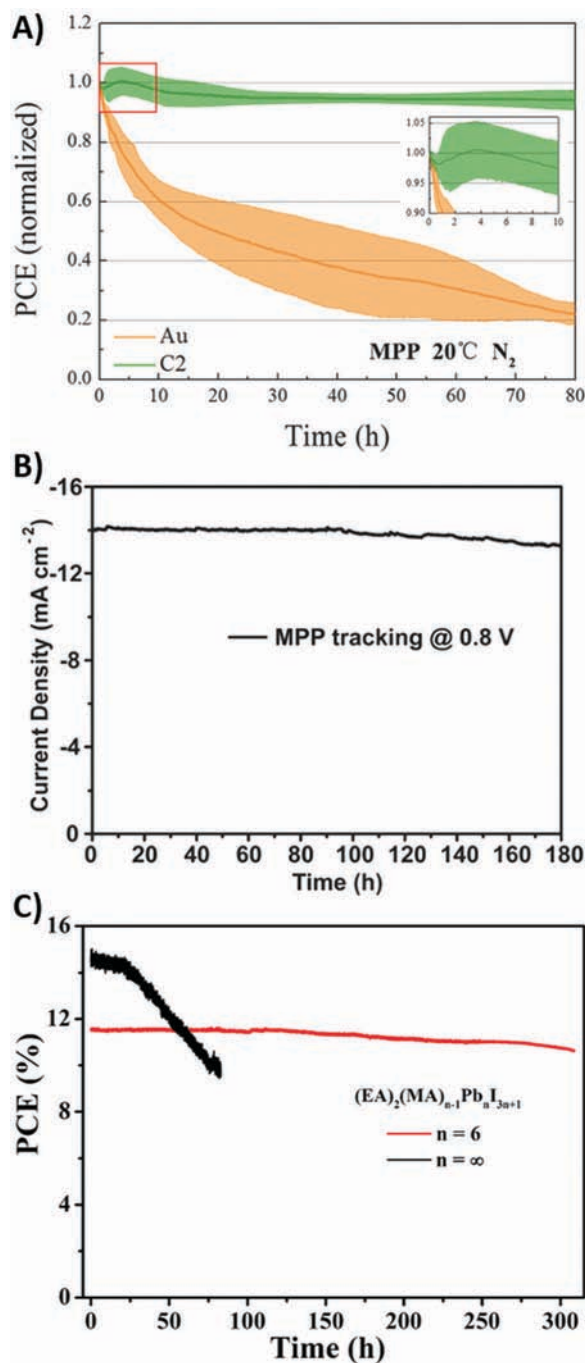 A)
PCE (normalized)
1.2
1.0
0.8
0.6
0.4
0.2
0.0
1.05
1.00
0.95
0.90
0 2 4 6 8 10
Au
C2
MPP 20℃ N₂
0 10 20 30 40 50 60 70 80
Time (h)
B)
Current Density (mA cm⁻²)
-16
-12
-8
-4
0
MPP tracking @ 0.8 V
0 20 40 60 80 100 120 140 160 180
Time (h)
C)
PCE (%)
16
12
8
4
0
(EA)₂(MA)ₙ₋₁PbₙI₃ₙ₊₁
n = 6
n = ∞
0 50 100 150 200 250 300
Time (h)